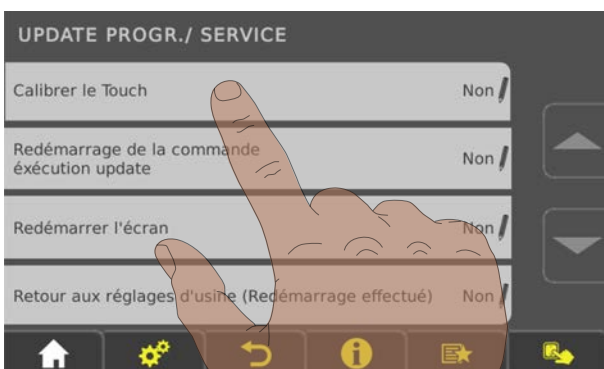 UPDATE PROGR./ SERVICE
Calibrer le Touch Non
Redémarrage de la commande
éxécution update Non
Redémarrer l'écran Non
Retour aux réglages d'usine (Redémarrage effectué) Non